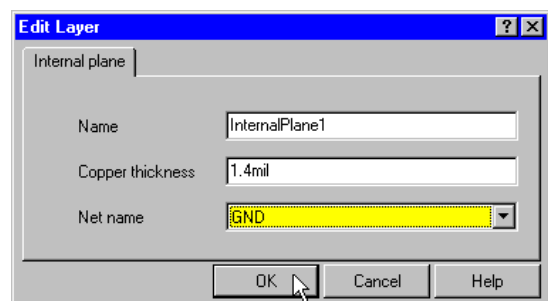 Edit Layer
Internal plane
Name InternalPlane1
Copper thickness 1.4mil
Net name GND
OK Cancel Help